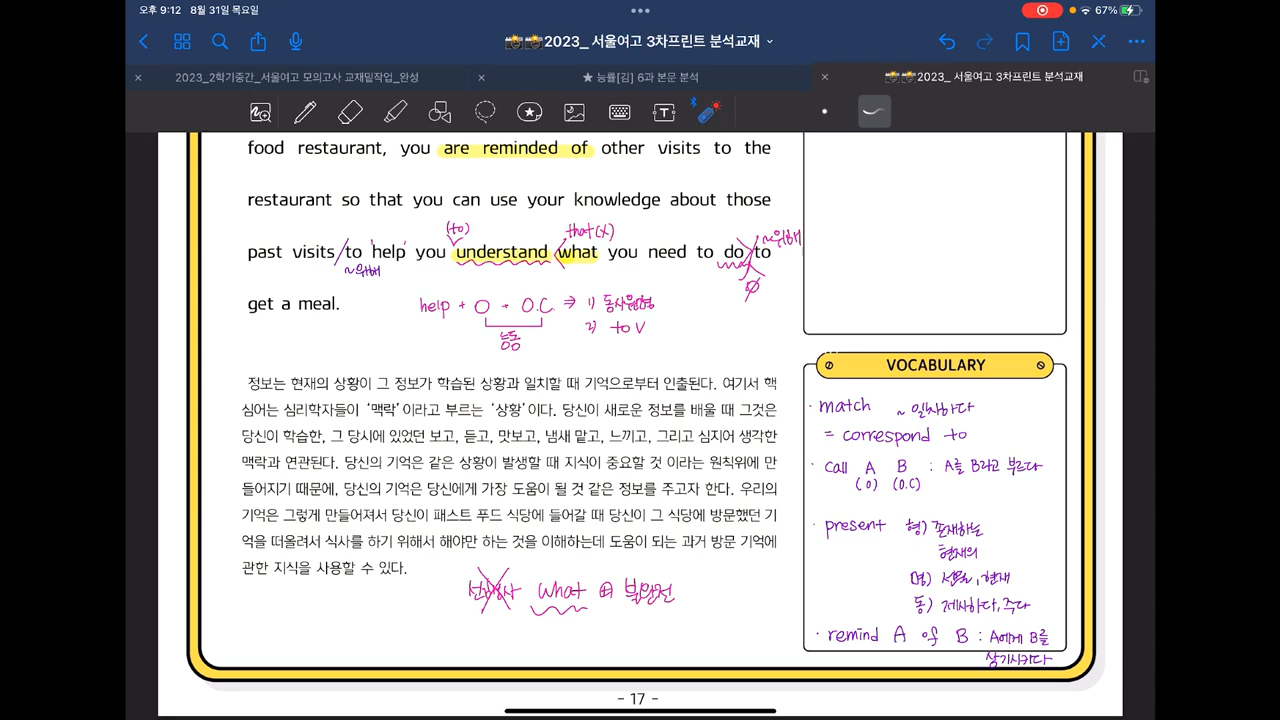 오후 9:12 8월 31일 목요일
67%
2023_ 서울여고 3차프린트 분석교재
2023_2학기중간_서울여고 모의고사 교재밑작업_완성
★ 능률[김] 6과 본문 분석
2023_ 서울여고 3차프린트 분석교재
food restaurant, you are reminded of other visits to the
restaurant so that you can use your knowledge about those
(to) that(X) ~위해
past visits / to 'help' you understand what you need to do to
~위해
get a meal.
help + O + O.C. ⇒ 1) 동사원형
2) to V
능동
정보는 현재의 상황이 그 정보가 학습된 상황과 일치할 때 기억으로부터 인출된다. 여기서 핵
심어는 심리학자들이 '맥락'이라고 부르는 '상황'이다. 당신이 새로운 정보를 배울 때 그것은
당신이 학습한, 그 당시에 있었던 보고, 듣고, 맛보고, 냄새 맡고, 느끼고, 그리고 심지어 생각한
맥락과 연관된다. 당신의 기억은 같은 상황이 발생할 때 지식이 중요할 것 이라는 원칙위에 만
들어지기 때문에, 당신의 기억은 당신에게 가장 도움이 될 것 같은 정보를 주고자 한다. 우리의
기억은 그렇게 만들어져서 당신이 패스트 푸드 식당에 들어갈 때 당신이 그 식당에 방문했던 기
억을 떠올려서 식사를 하기 위해서 해야만 하는 것을 이해하는데 도움이 되는 과거 방문 기억에
관한 지식을 사용할 수 있다.
선행사 what ⊕ 불완전
VOCABULARY
· match ~ 일치하다
= correspond to
· call A B : A를 B라고 부르다
(O) (O.C)
· present 형) 존재하는
현재의
명) 선물, 현재
동) 제시하다, 주다
· remind A of B : A에게 B를
상기시키다
- 17 -